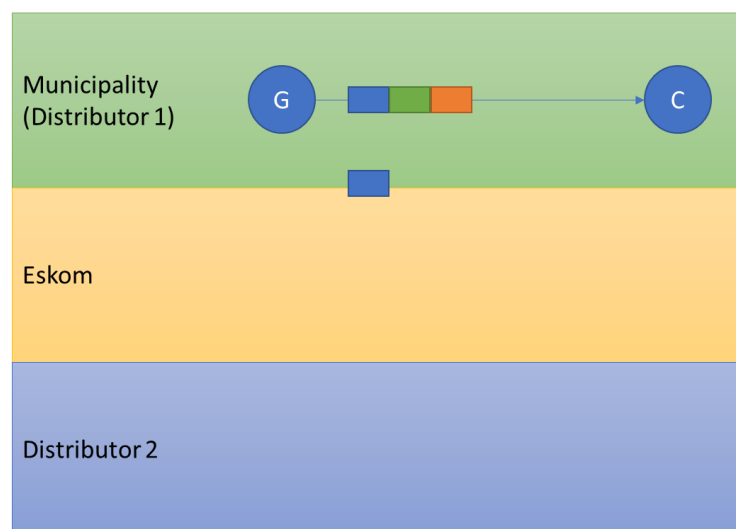 Municipality
(Distributor 1)
G
C
Eskom
Distributor 2